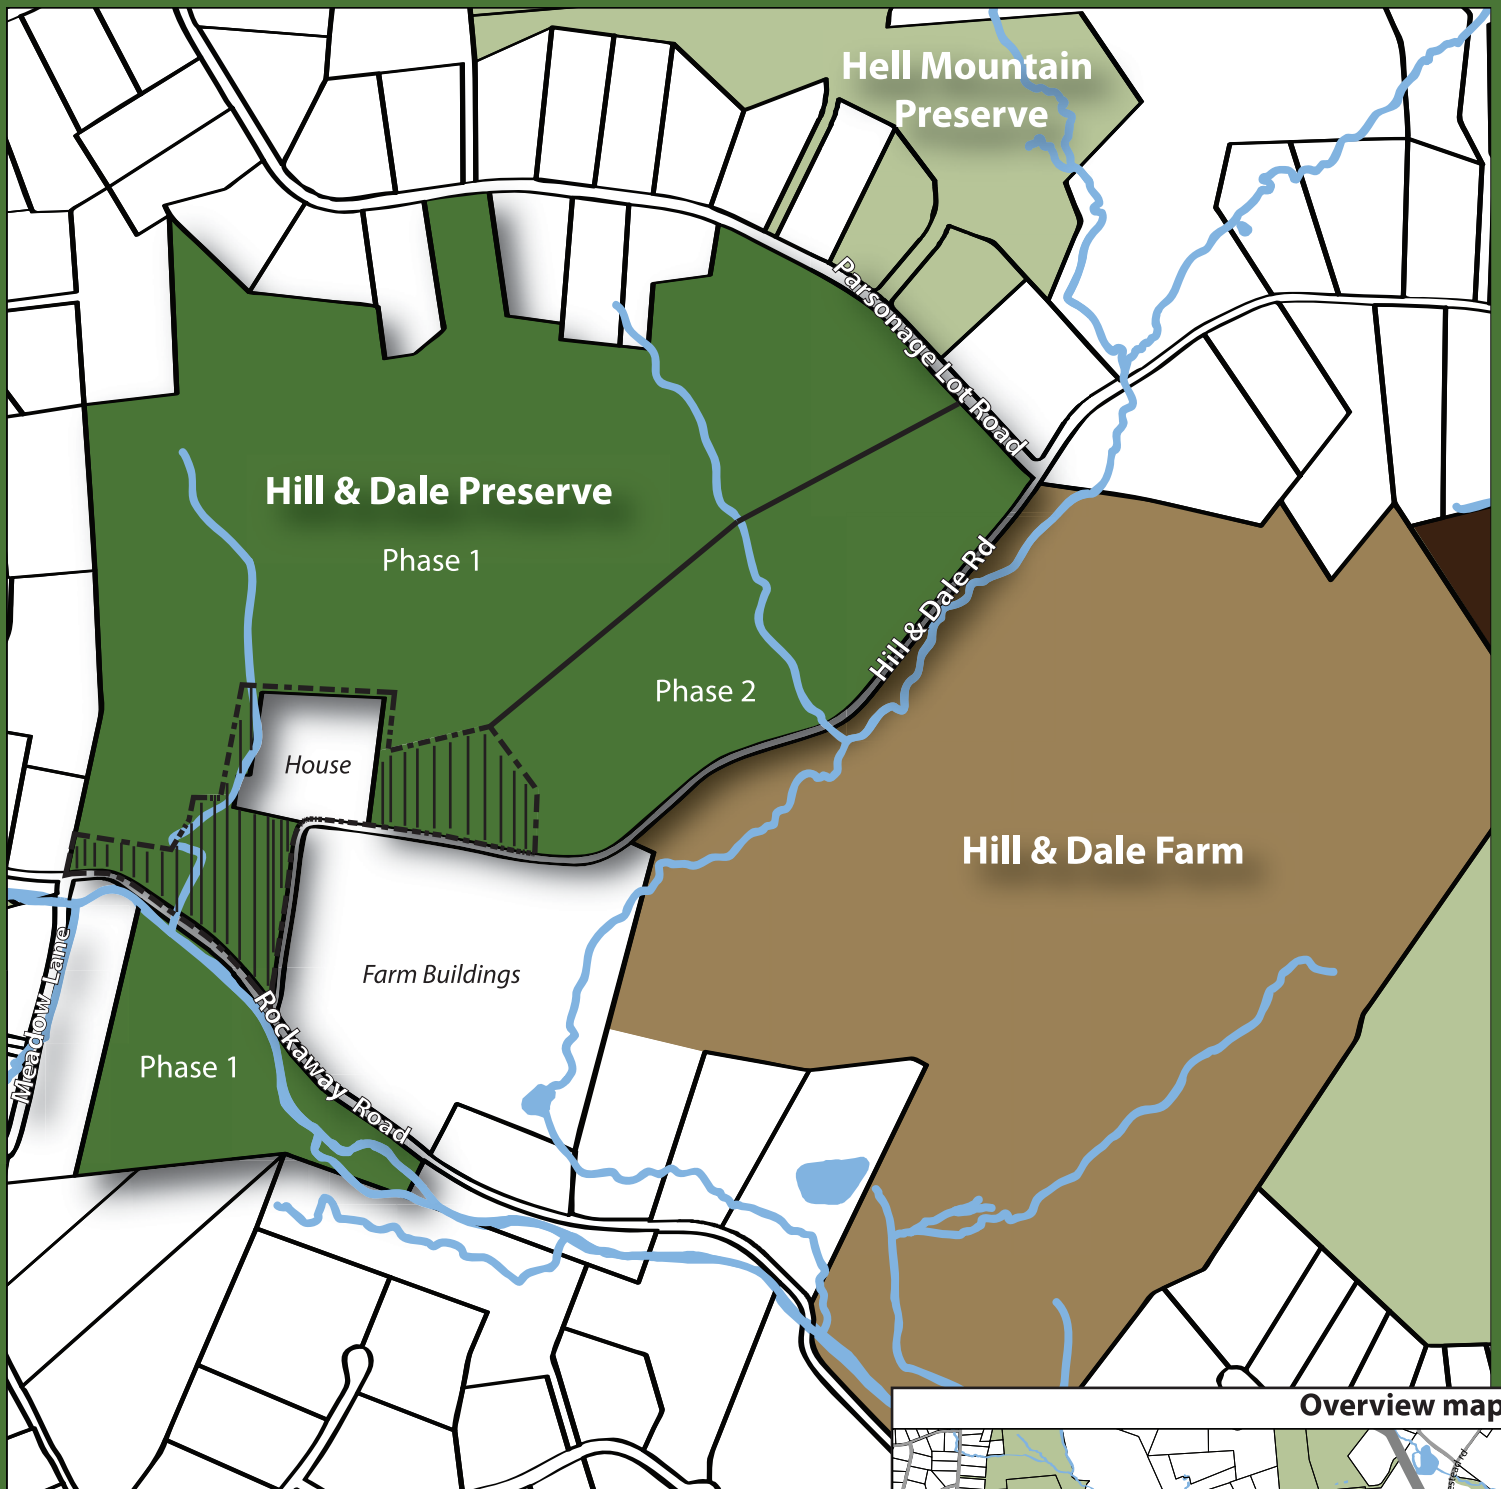 Hell Mountain
Preserve
Parsonage Lot Road
Hill & Dale Preserve
Phase 1
Hill & Dale Rd
Phase 2
House
Hill & Dale Farm
Meadow Lane
Farm Buildings
Rockaway Road
Phase 1
Overview map